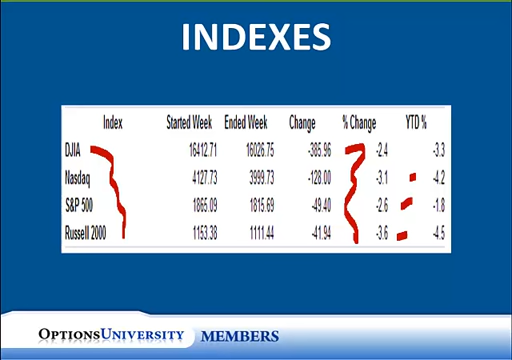 INDEXES
Index Started Week Ended Week Change % Change YTD %
DJIA 16412.71 16026.75 -385.96 -2.4 -3.3
Nasdaq 4127.73 3999.73 -128.00 -3.1 -4.2
S&P 500 1865.09 1815.69 -49.40 -2.6 -1.8
Russell 2000 1153.38 1111.44 -41.94 -3.6 -4.5
OPTIONSUNIVERSITY MEMBERS